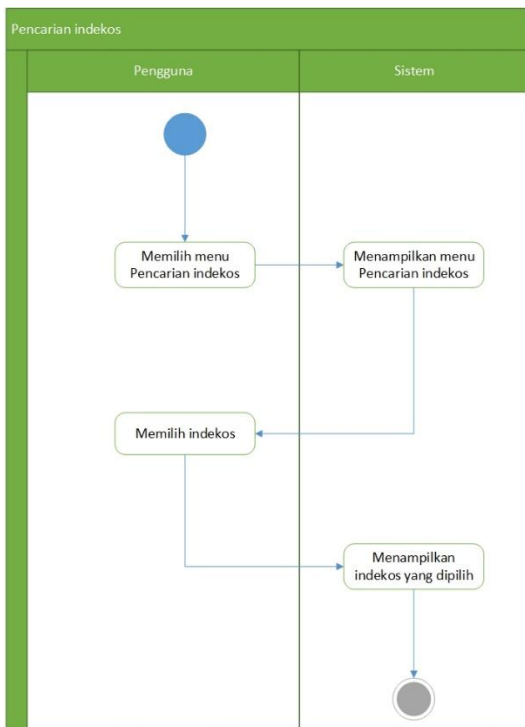 Pencarian indekos
Pengguna
Sistem
Memilih menu
Pencarian indekos
Menampilkan menu
Pencarian indekos
Memilih indekos
Menampilkan
indekos yang dipilih